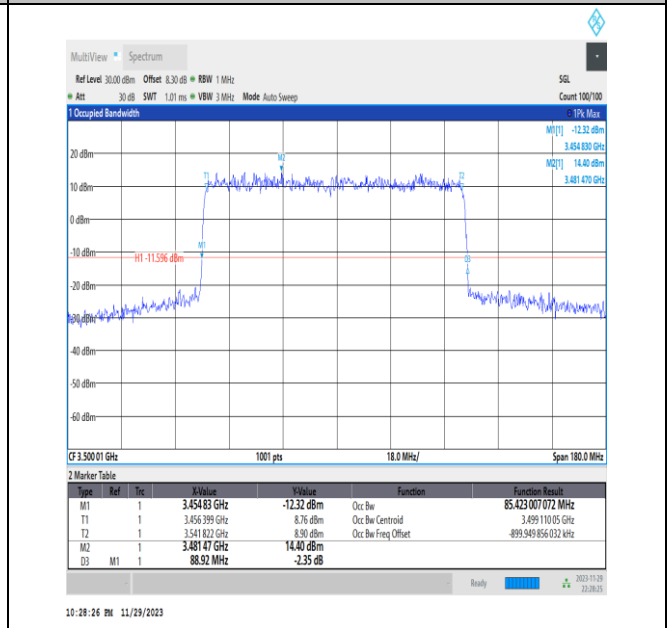 MultiView Spectrum
Ref Level 30.00 dBm Offset 8.30 dB RBW 1 MHz SGL
Att 30 dB SWT 1.01 ms VBW 3 MHz Mode Auto Sweep Count 100/100
1 Occupied Bandwidth 1Pk Max
M1[1] -12.32 dBm
3.454 830 GHz
M2[1] 14.40 dBm
3.481 470 GHz
20 dBm
M2
T1 T2
10 dBm
0 dBm
M1
-10 dBm
H1 -11.596 dBm
D3
-20 dBm
-30 dBm
-40 dBm
-50 dBm
-60 dBm
CF 3.500 01 GHz 1001 pts 18.0 MHz/ Span 180.0 MHz
2 Marker Table
Type Ref Trc X-Value Y-Value Function Function Result
M1 1 3.454 83 GHz -12.32 dBm Occ Bw 85.423 007 072 MHz
T1 1 3.456 399 GHz 8.76 dBm Occ Bw Centroid 3.499 110 05 GHz
T2 1 3.541 822 GHz 8.90 dBm Occ Bw Freq Offset -899.949 856 032 kHz
M2 1 3.481 47 GHz 14.40 dBm
D3 M1 1 88.92 MHz -2.35 dB
Ready 2023-11-29
22:28:25
10:28:26 PM 11/29/2023